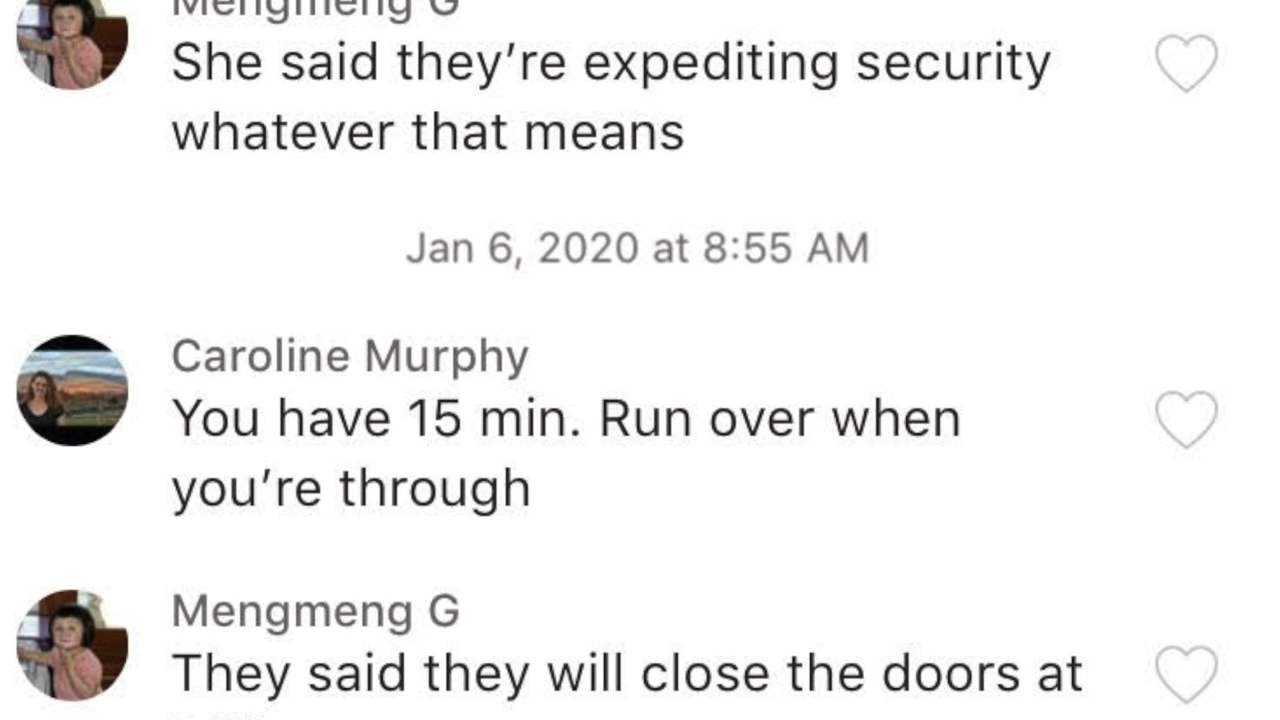 Mengmeng G
She said they're expediting security
whatever that means
Jan 6, 2020 at 8:55 AM
Caroline Murphy
You have 15 min. Run over when
you're through
Mengmeng G
They said they will close the doors at